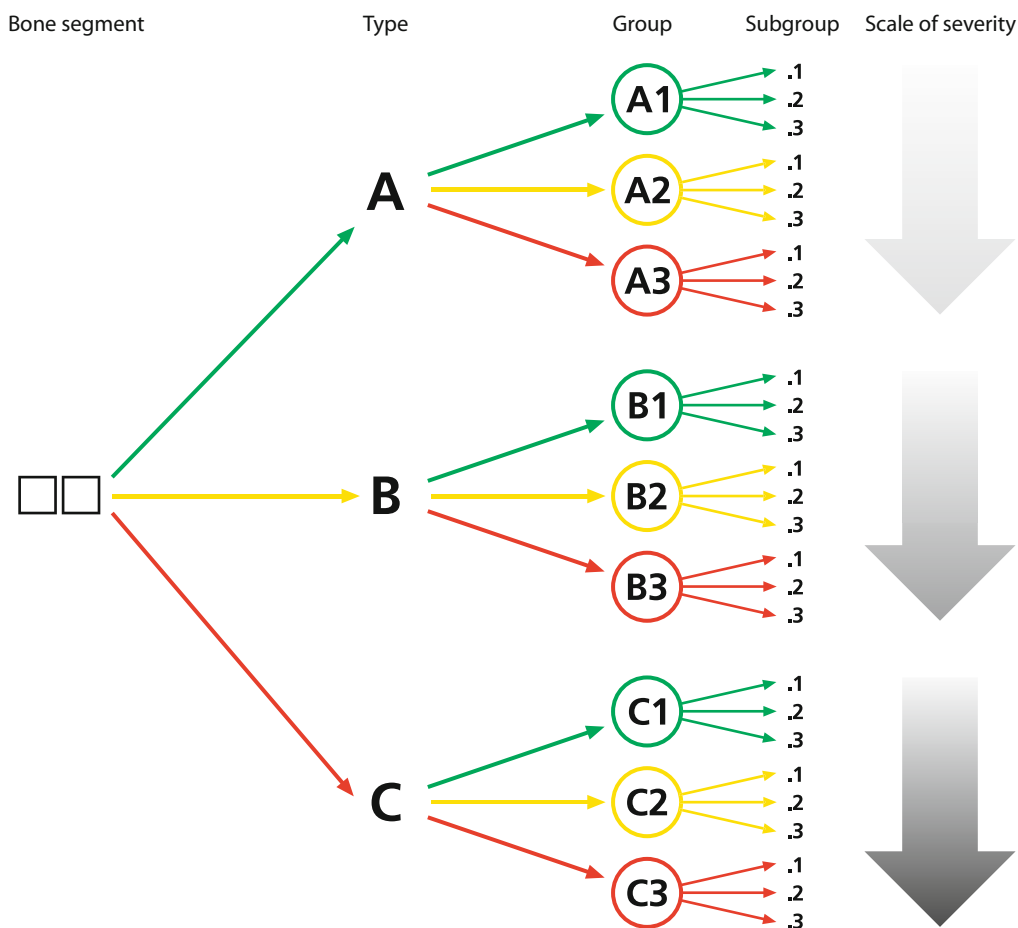 Bone segment Type Group Subgroup Scale of severity
.1
A1 .2
.3
.1
A A2 .2
.3
.1
A3 .2
.3
.1
B1 .2
.3
.1
B B2 .2
.3
.1
B3 .2
.3
.1
C1 .2
.3
.1
C C2 .2
.3
.1
C3 .2
.3